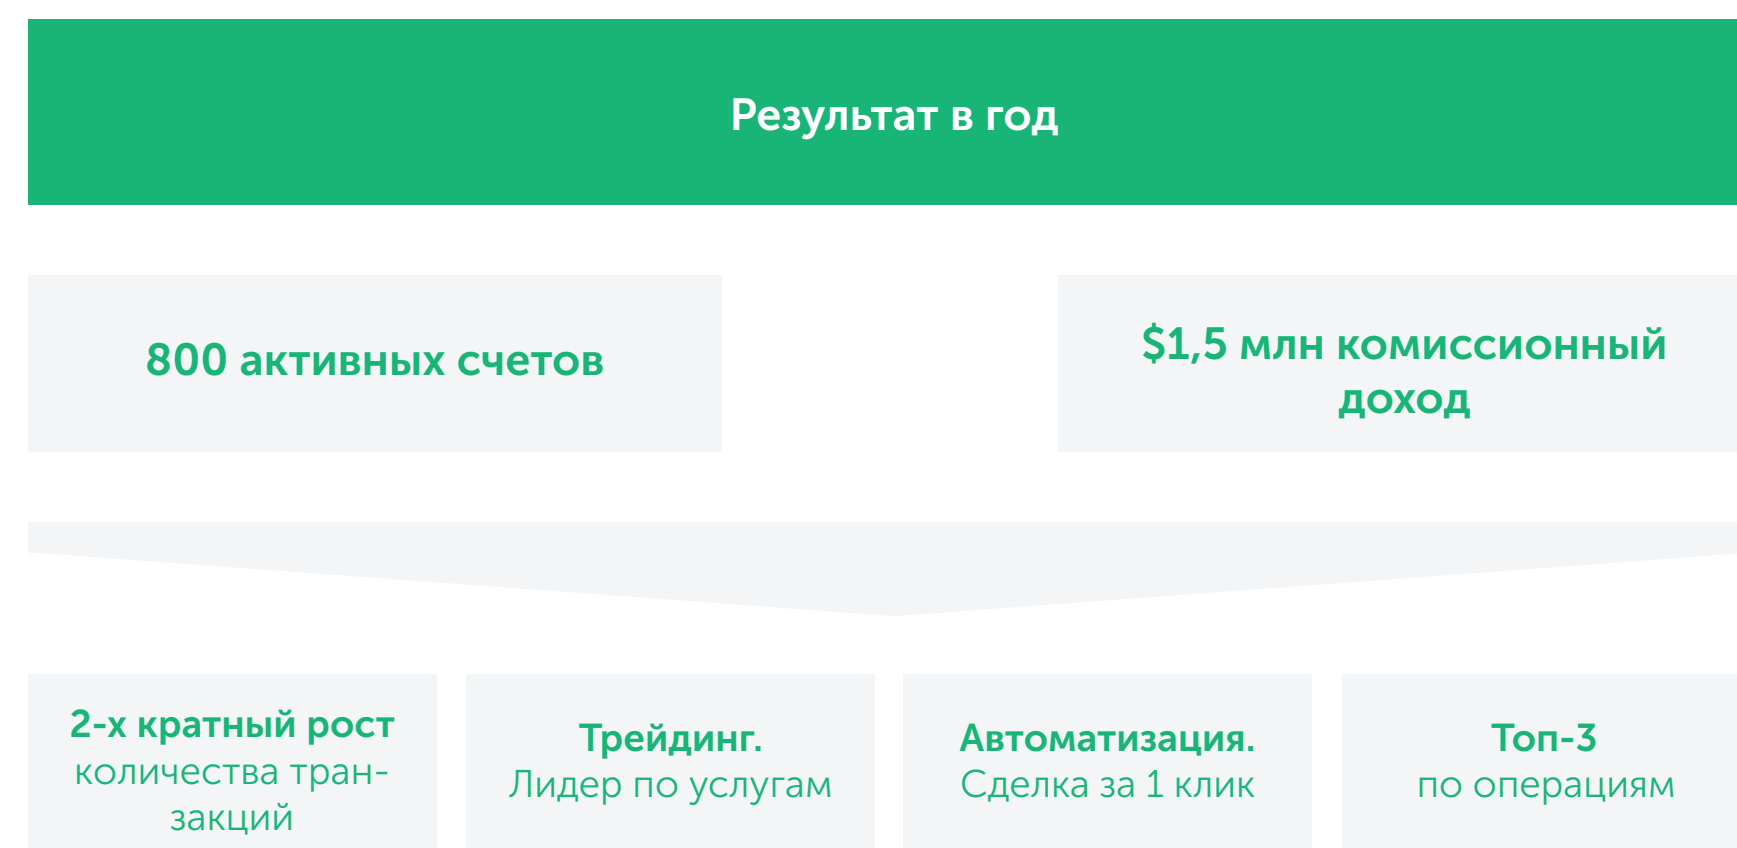 Результат в год
800 активных счетов
$1,5 млн комиссионный
доход
2-х кратный рост
количества тран-
закций
Трейдинг.
Лидер по услугам
Автоматизация.
Сделка за 1 клик
Топ-3
по операциям